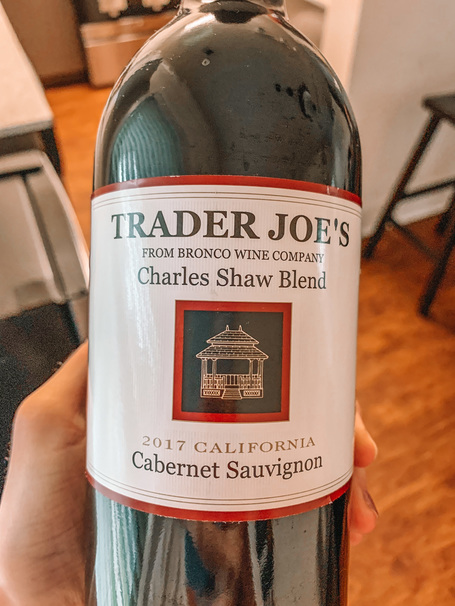 TRADER JOE'S
FROM BRONCO WINE COMPANY
Charles Shaw Blend
2017 CALIFORNIA
Cabernet Sauvignon